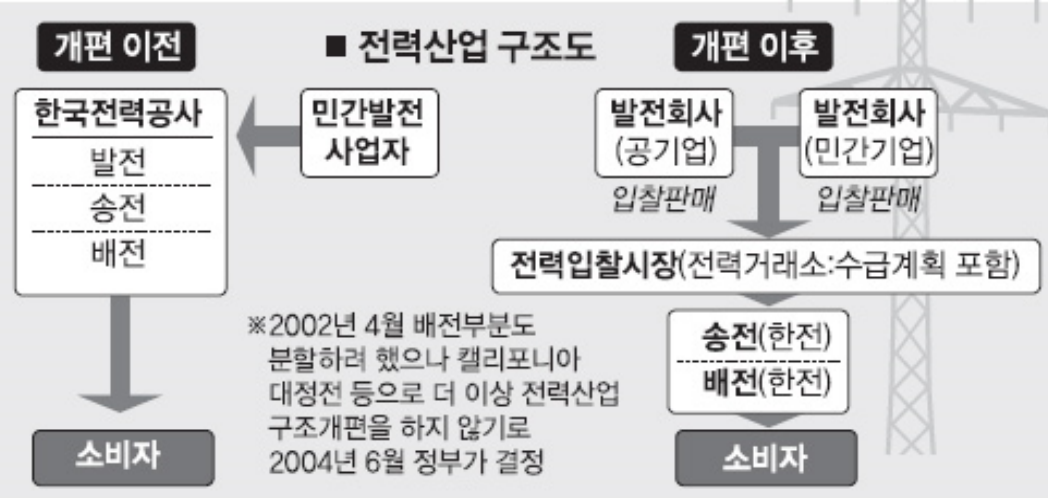 ■ 전력산업 구조도
개편 이전
한국전력공사
발전
송전
배전
민간발전
사업자
소비자
※2002년 4월 배전부분도
분할하려 했으나 캘리포니아
대정전 등으로 더 이상 전력산업
구조개편을 하지 않기로
2004년 6월 정부가 결정
개편 이후
발전회사
(공기업)
입찰판매
발전회사
(민간기업)
입찰판매
전력입찰시장(전력거래소:수급계획 포함)
송전(한전)
배전(한전)
소비자